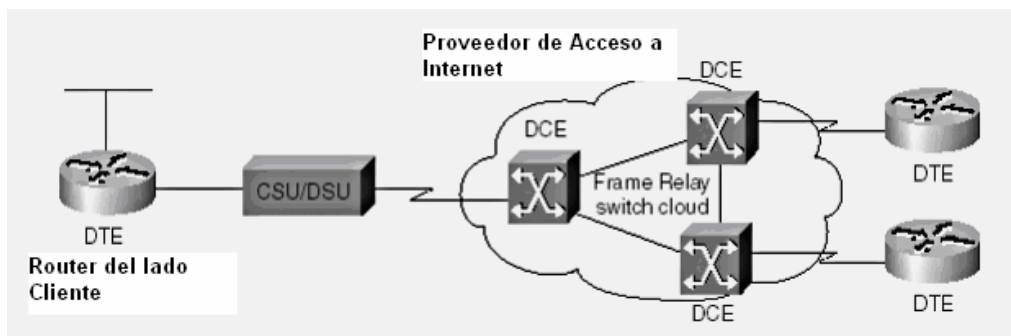 Proveedor de Acceso a
Internet
DCE
DCE
CSU/DSU
Frame Relay
switch cloud
DTE
DTE
Router del lado
Cliente
DCE
DTE